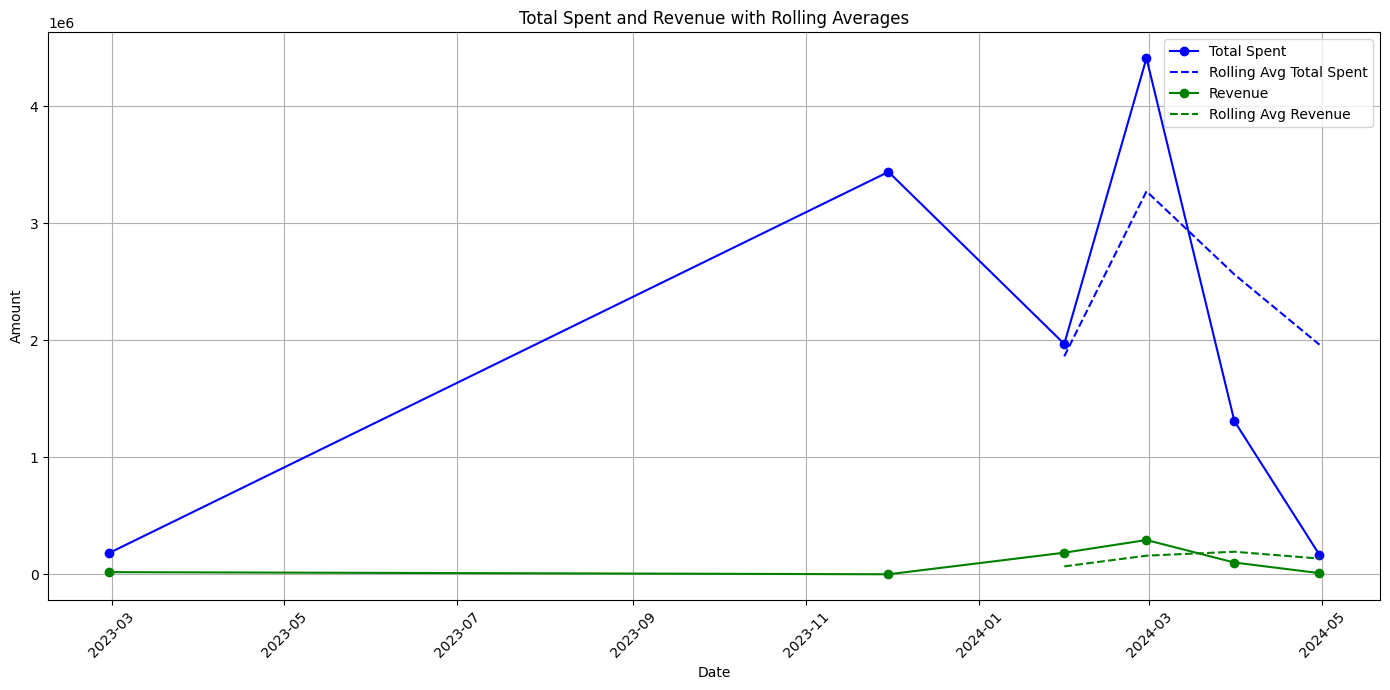 Total Spent and Revenue with Rolling Averages
1e6
Total Spent
Rolling Avg Total Spent
Revenue
Rolling Avg Revenue
4
3
2
1
0
Amount
2023-03
2023-05
2023-07
2023-09
2023-11
2024-01
2024-03
2024-05
Date